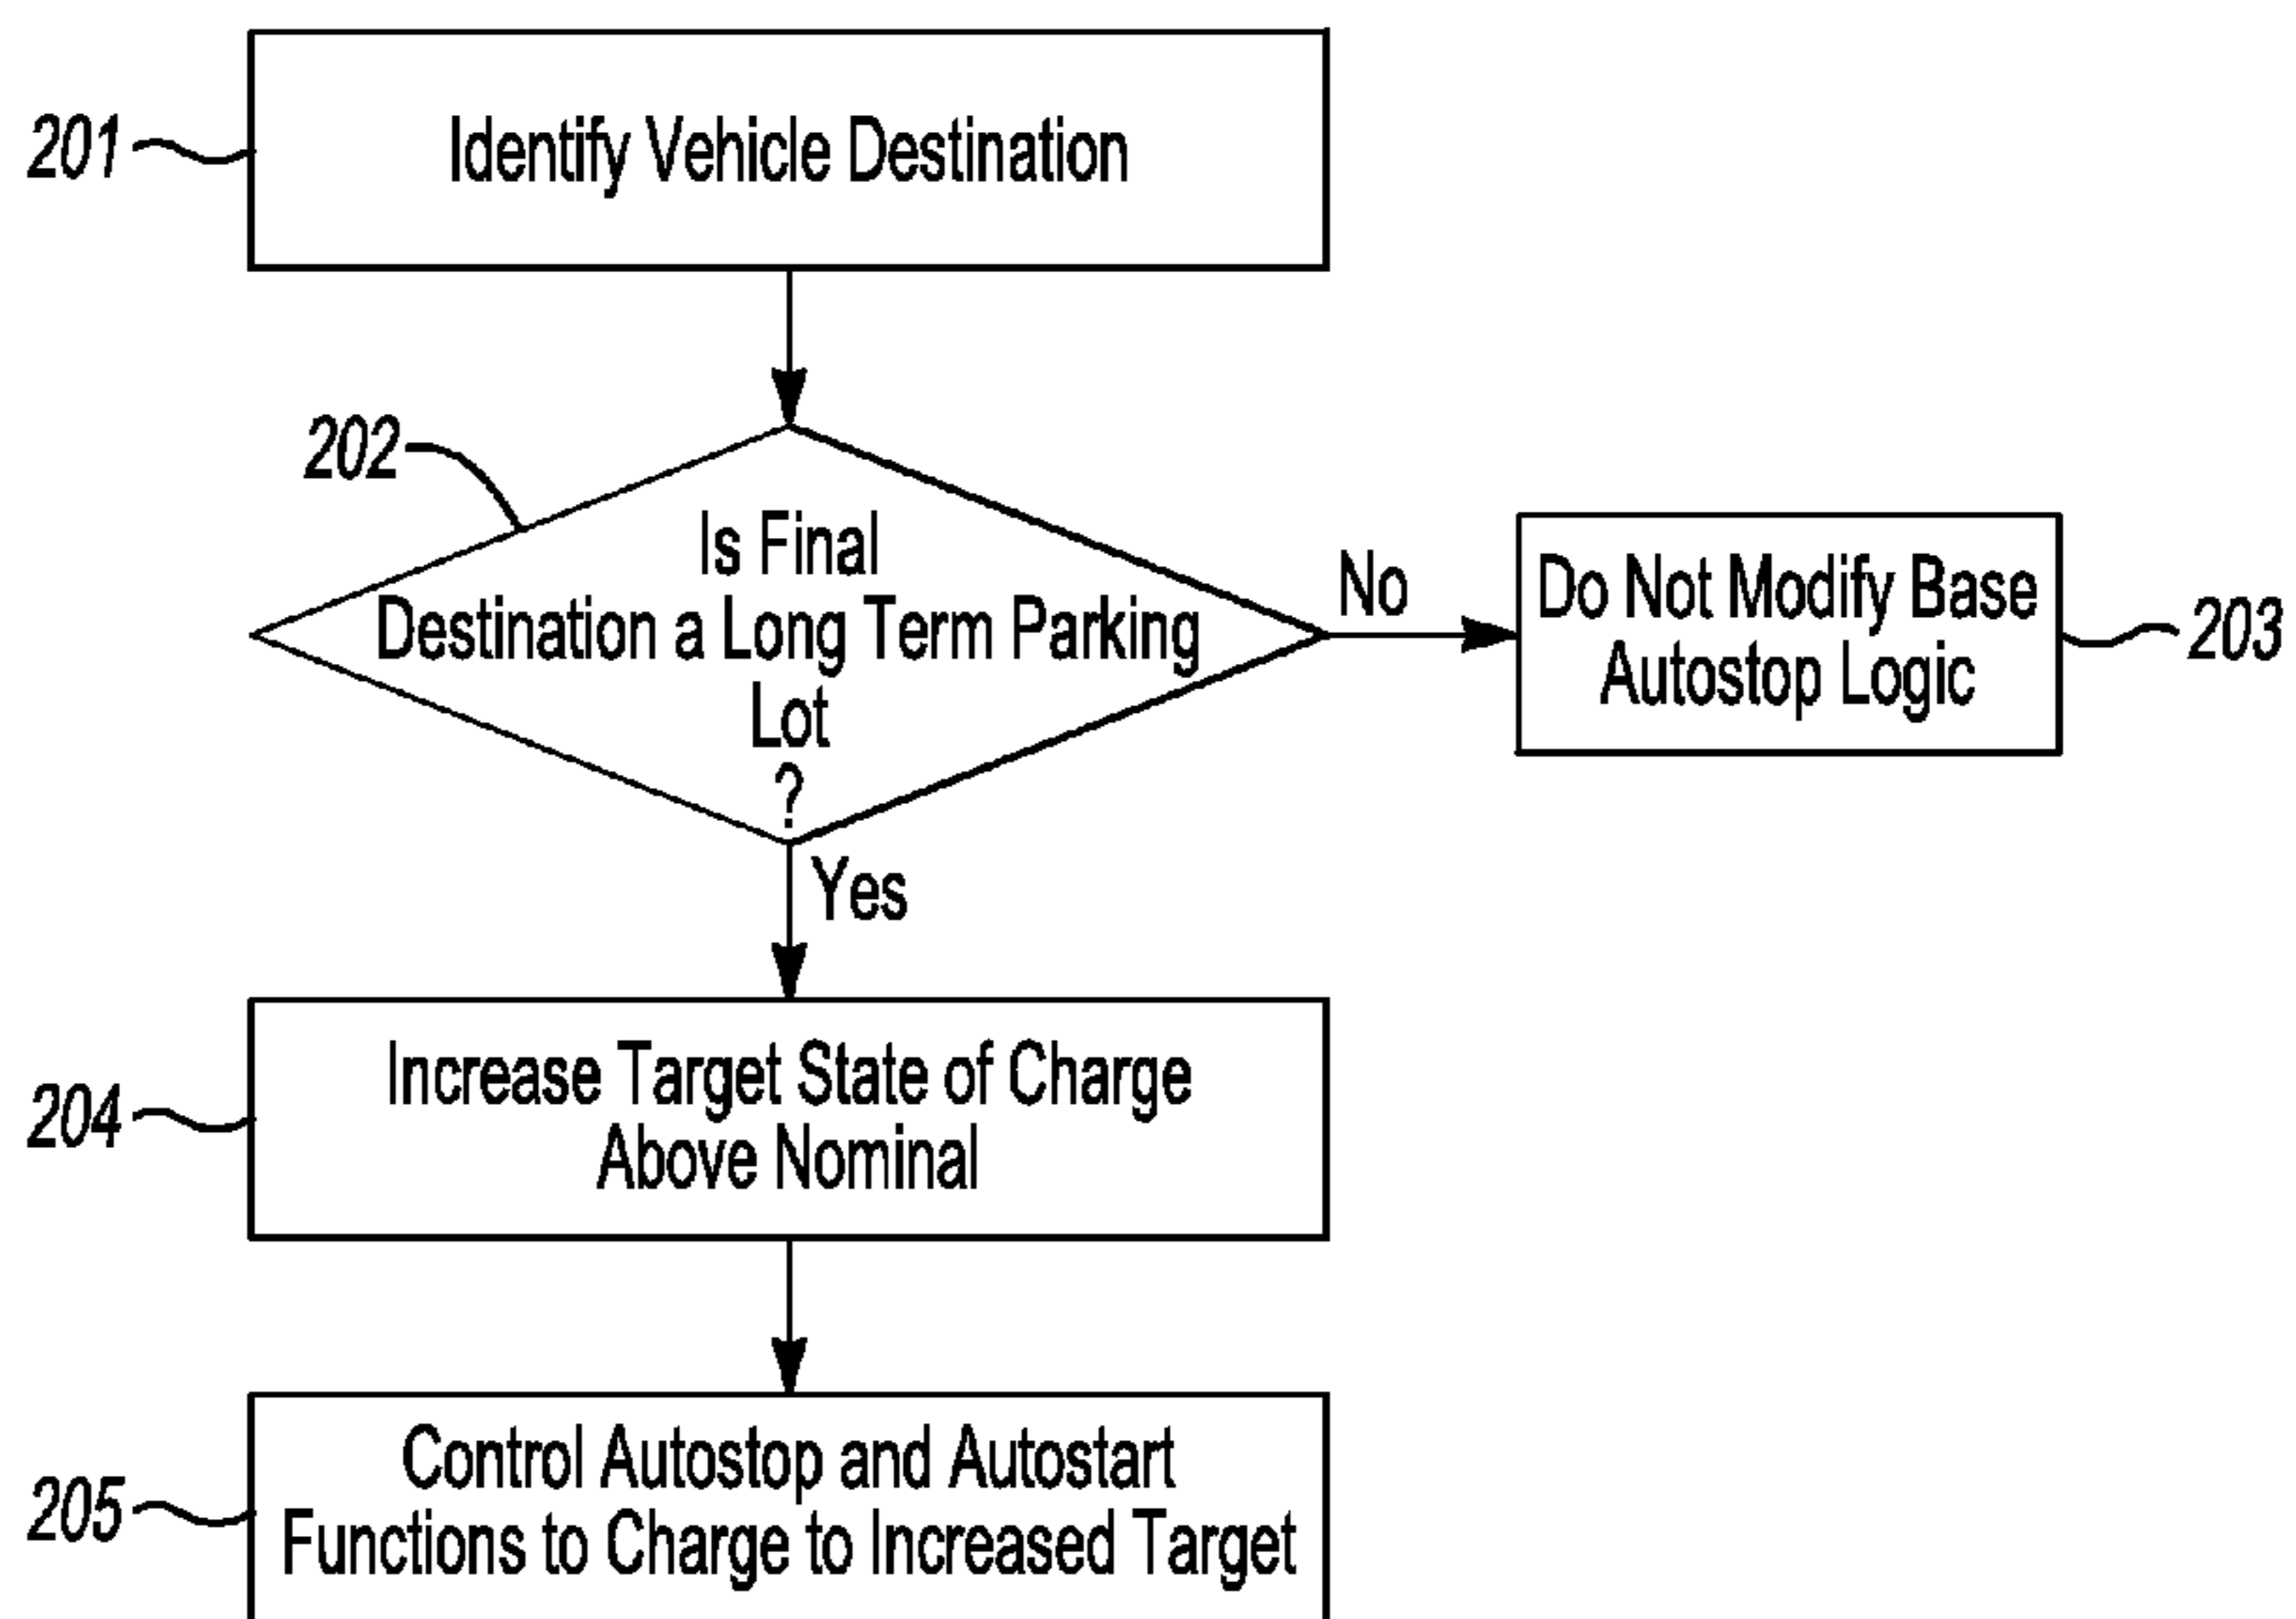 201
Identify Vehicle Destination
202
Is Final
Destination a Long Term Parking
Lot
?
No
Do Not Modify Base
Autostop Logic
203
Yes
204
Increase Target State of Charge
Above Nominal
205
Control Autostop and Autostart
Functions to Charge to Increased Target